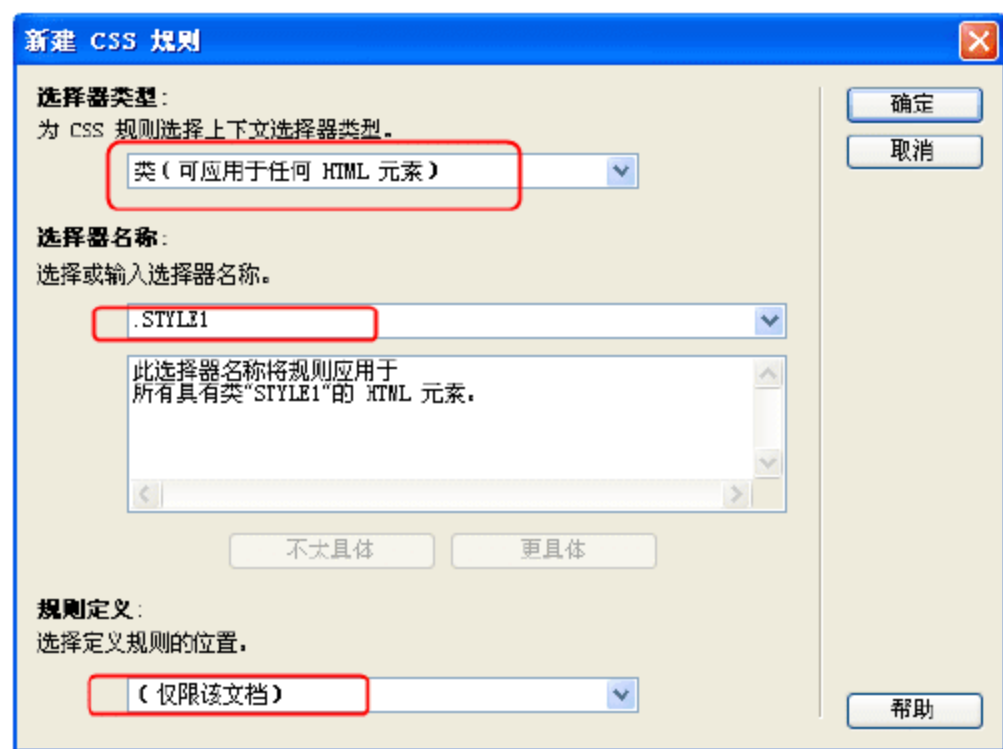 新建 CSS 规则
选择器类型:
确定
为 CSS 规则选择上下文选择器类型。
取消
类(可应用于任何 HTML 元素)
选择器名称:
选择或输入选择器名称。
.STYLE1
此选择器名称将规则应用于
所有具有类“STYLE1”的 HTML 元素.
不太具体
更具体
规则定义:
选择定义规则的位置.
(仅限该文档)
帮助